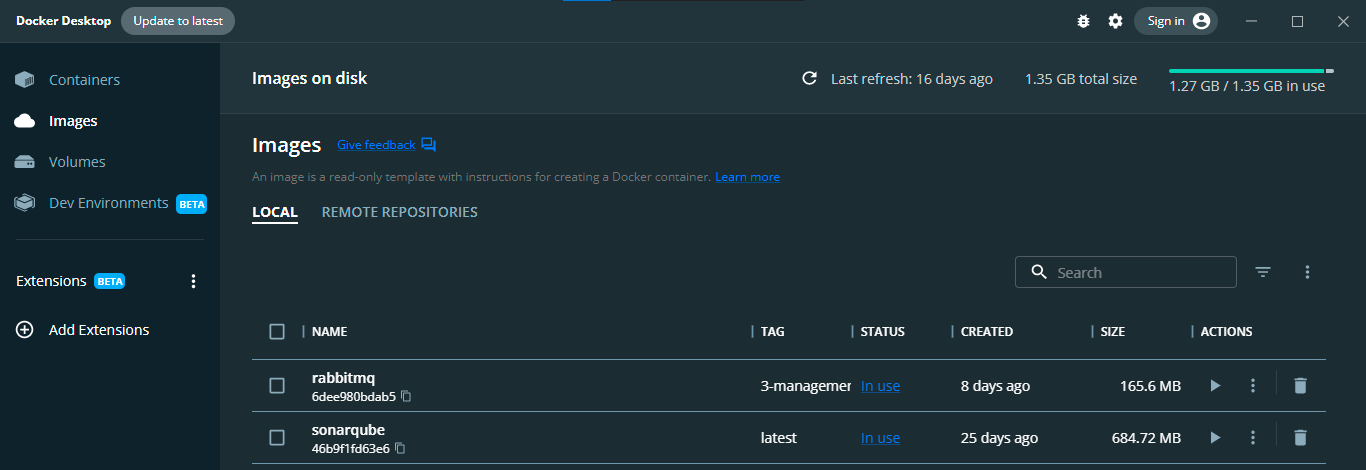 Docker Desktop Update to latest Sign in
Containers
Images
Volumes
Dev Environments BETA
Extensions BETA
Add Extensions
Images on disk Last refresh: 16 days ago 1.35 GB total size 1.27 GB / 1.35 GB in use
Images Give feedback
An image is a read-only template with instructions for creating a Docker container. Learn more
LOCAL REMOTE REPOSITORIES
Search
NAME TAG STATUS CREATED SIZE ACTIONS
rabbitmq 3-managemer In use 8 days ago 165.6 MB
6dee980bdab5
sonarqube latest In use 25 days ago 684.72 MB
46b9f1fd63e6